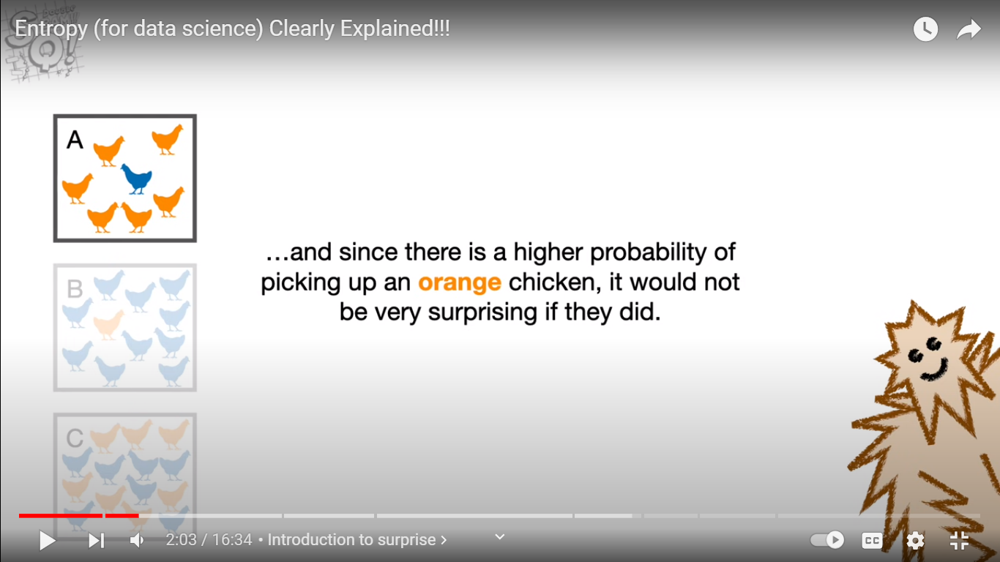 Entropy (for data science) Clearly Explained!!!
A
B
C
…and since there is a higher probability of
picking up an orange chicken, it would not
be very surprising if they did.
2:03 / 16:34 • Introduction to surprise >
CC